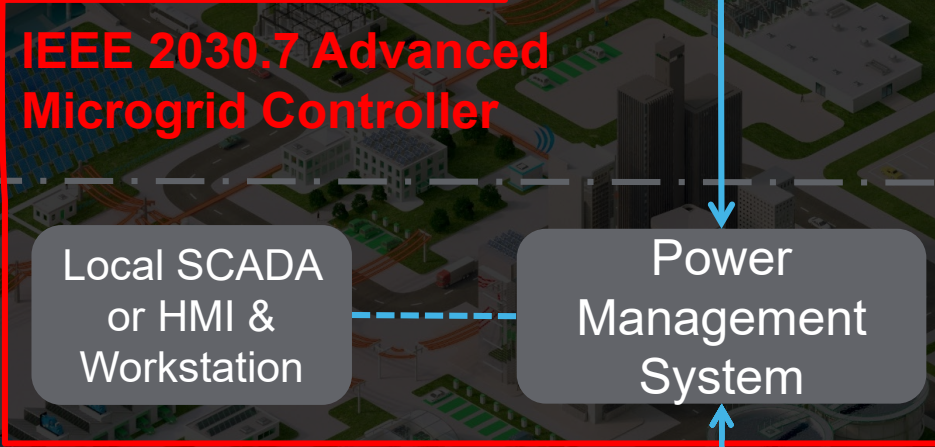 IEEE 2030.7 Advanced
Microgrid Controller
Local SCADA
or HMI &
Workstation
Power
Management
System